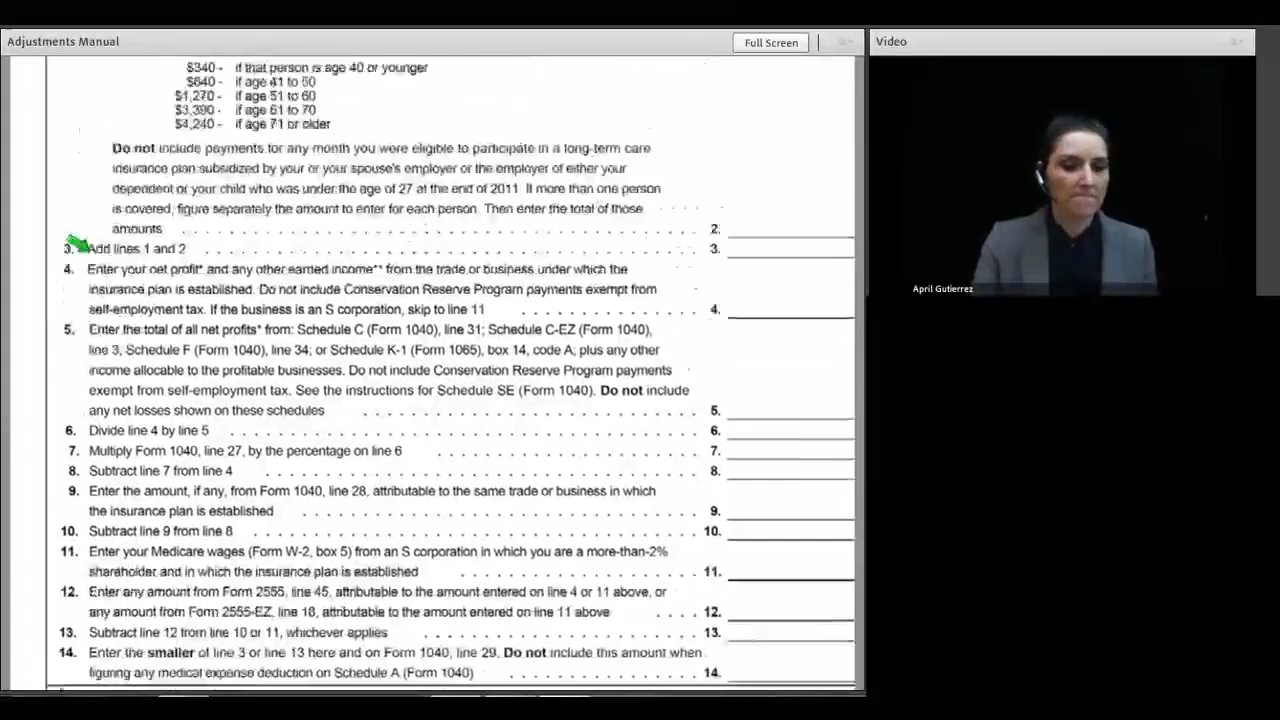 Adjustments Manual
Full Screen
Video
$340 - if that person is age 40 or younger
$640 - if age 41 to 50
$1,270 - if age 51 to 60
$3,390 - if age 61 to 70
$4,240 - if age 71 or older
Do not include payments for any month you were eligible to participate in a long-term care
insurance plan subsidized by your or your spouse's employer or the employer of either your
dependent or your child who was under the age of 27 at the end of 2011. If more than one person
is covered, figure separately the amount to enter for each person. Then enter the total of those
amounts . . . . . . . . . . . . . . . . . . . . . . . . . . . . . . . . . 2.
3. Add lines 1 and 2 . . . . . . . . . . . . . . . . . . . . . . . . . . . . . . . . 3.
4. Enter your net profit* and any other earned income** from the trade or business under which the
insurance plan is established. Do not include Conservation Reserve Program payments exempt from
self-employment tax. If the business is an S corporation, skip to line 11 . . . . . . . . . . . 4.
5. Enter the total of all net profits* from: Schedule C (Form 1040), line 31; Schedule C-EZ (Form 1040),
line 3, Schedule F (Form 1040), line 34; or Schedule K-1 (Form 1065), box 14, code A; plus any other
income allocable to the profitable businesses. Do not include Conservation Reserve Program payments
exempt from self-employment tax. See the instructions for Schedule SE (Form 1040). Do not include
any net losses shown on these schedules . . . . . . . . . . . . . . . . . . . . . 5.
6. Divide line 4 by line 5 . . . . . . . . . . . . . . . . . . . . . . . . . . . . . . 6.
7. Multiply Form 1040, line 27, by the percentage on line 6 . . . . . . . . . . . . . . . . 7.
8. Subtract line 7 from line 4 . . . . . . . . . . . . . . . . . . . . . . . . . . . . 8.
9. Enter the amount, if any, from Form 1040, line 28, attributable to the same trade or business in which
the insurance plan is established . . . . . . . . . . . . . . . . . . . . . . . . . 9.
10. Subtract line 9 from line 8 . . . . . . . . . . . . . . . . . . . . . . . . . . . . 10.
11. Enter your Medicare wages (Form W-2, box 5) from an S corporation in which you are a more-than-2%
shareholder and in which the insurance plan is established . . . . . . . . . . . . . . . 11.
12. Enter any amount from Form 2555, line 45, attributable to the amount entered on line 4 or 11 above, or
any amount from Form 2555-EZ, line 18, attributable to the amount entered on line 11 above . . . . 12.
13. Subtract line 12 from line 10 or 11, whichever applies . . . . . . . . . . . . . . . . . 13.
14. Enter the smaller of line 3 or line 13 here and on Form 1040, line 29. Do not include this amount when
figuring any medical expense deduction on Schedule A (Form 1040) . . . . . . . . . . . . 14.
April Gutierrez